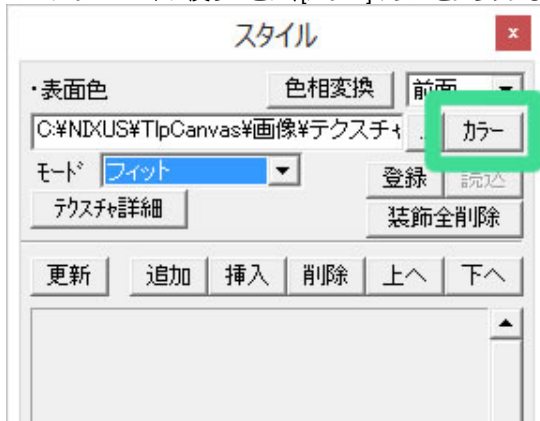 スタイル
x
・表面色 色相変換 前面
C:¥NIXUS¥TlpCanvas¥画像¥テクスチャ . カラー
モード フィット 登録 読込
テクスチャ詳細 装飾全削除
更新 追加 挿入 削除 上へ 下へ